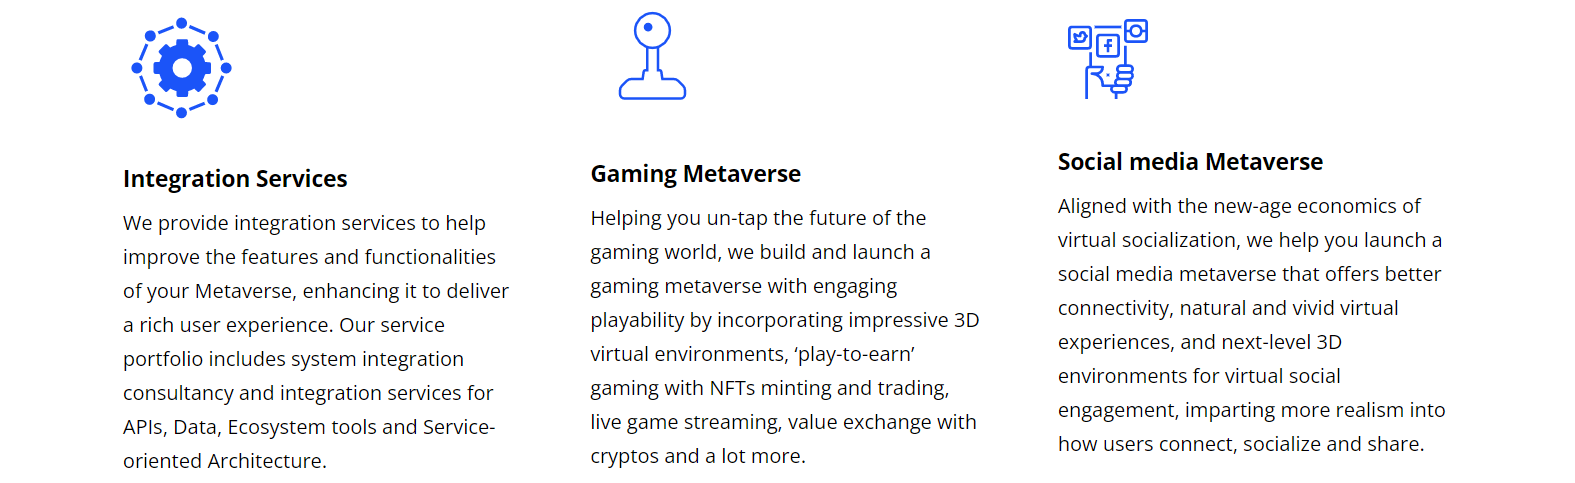 Integration Services
We provide integration services to help
improve the features and functionalities
of your Metaverse, enhancing it to deliver
a rich user experience. Our service
portfolio includes system integration
consultancy and integration services for
APIs, Data, Ecosystem tools and Service-
oriented Architecture.
Gaming Metaverse
Helping you un-tap the future of the
gaming world, we build and launch a
gaming metaverse with engaging
playability by incorporating impressive 3D
virtual environments, ‘play-to-earn’
gaming with NFTs minting and trading,
live game streaming, value exchange with
cryptos and a lot more.
Social media Metaverse
Aligned with the new-age economics of
virtual socialization, we help you launch a
social media metaverse that offers better
connectivity, natural and vivid virtual
experiences, and next-level 3D
environments for virtual social
engagement, imparting more realism into
how users connect, socialize and share.